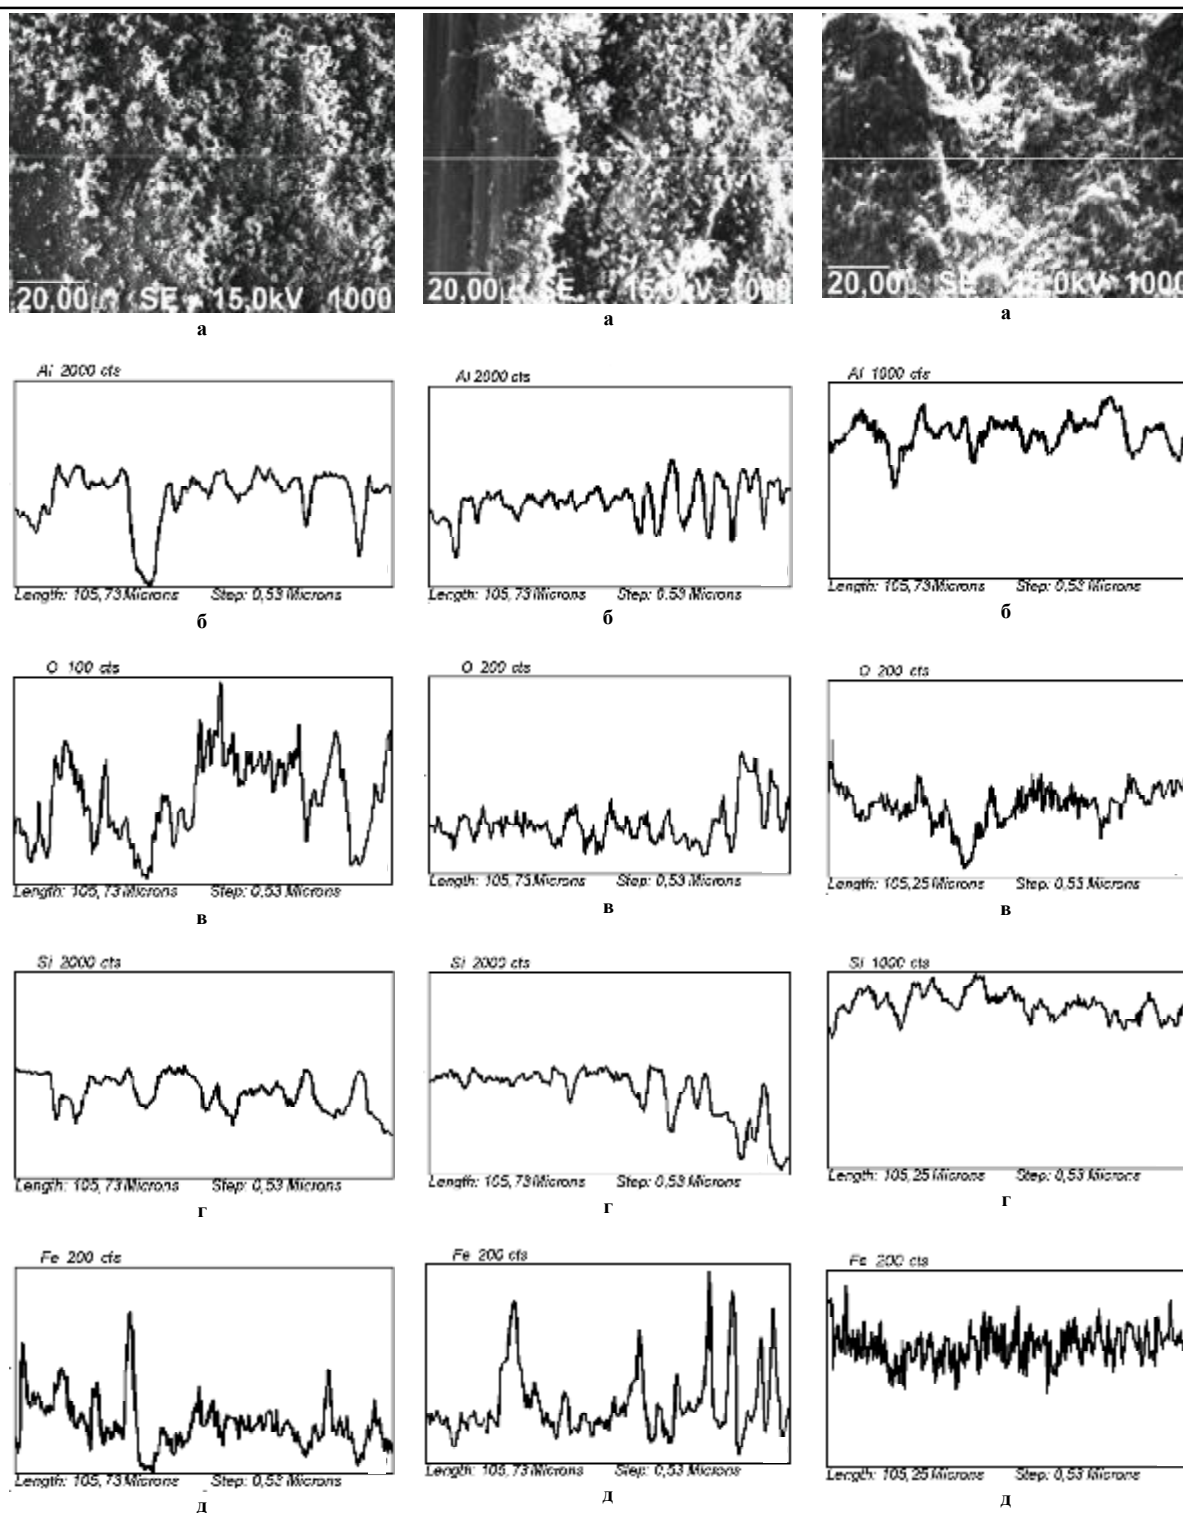 20,00μ SE 15,0kV 1000
20,00μ SE 15,0kV 1000
20,00μ SE 15,0kV 1000
а
а
а
Al 2000 cts
Al 2000 cts
Al 1000 cts
Length: 105,73 Microns Step: 0,53 Microns
Length: 105,73 Microns Step: 0,53 Microns
Length: 105,73 Microns Step: 0,53 Microns
б
б
б
O 100 cts
O 200 cts
O 200 cts
Length: 105,73 Microns Step: 0,53 Microns
Length: 105,73 Microns Step: 0,53 Microns
Length: 105,25 Microns Step: 0,53 Microns
в
в
в
Si 2000 cts
Si 2000 cts
Si 1000 cts
Length: 105,73 Microns Step: 0,53 Microns
Length: 105,73 Microns Step: 0,53 Microns
Length: 105,25 Microns Step: 0,53 Microns
г
г
г
Fe 200 cts
Fe 200 cts
Fe 200 cts
Length: 105,73 Microns Step: 0,53 Microns
Length: 105,73 Microns Step: 0,53 Microns
Length: 105,25 Microns Step: 0,53 Microns
д
д
д